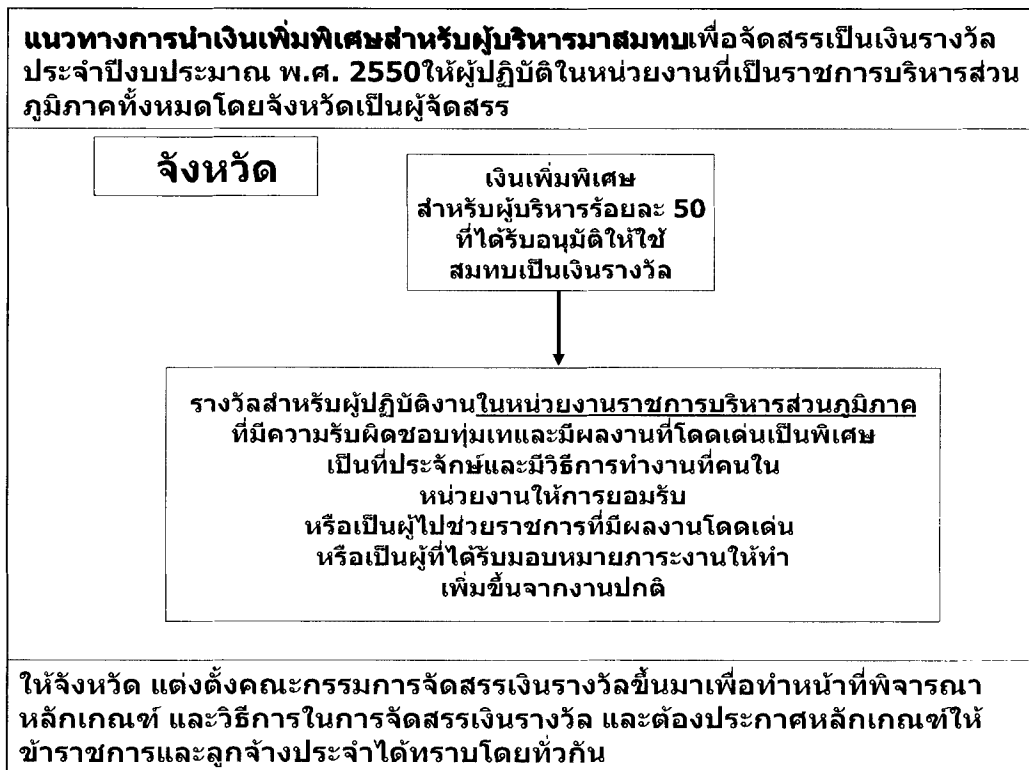 แนวทางการนำเงินเพิ่มพิเศษสำหรับผู้บริหารมาสมทบเพื่อจัดสรรเป็นเงินรางวัล
ประจำปีงบประมาณ พ.ศ. 2550ให้ผู้ปฏิบัติในหน่วยงานที่เป็นราชการบริหารส่วน
ภูมิภาคทั้งหมดโดยจังหวัดเป็นผู้จัดสรร
จังหวัด
เงินเพิ่มพิเศษ
สำหรับผู้บริหารร้อยละ 50
ที่ได้รับอนุมัติให้ใช้
สมทบเป็นเงินรางวัล
รางวัลสำหรับผู้ปฏิบัติงานในหน่วยงานราชการบริหารส่วนภูมิภาค
ที่มีความรับผิดชอบทุ่มเทและมีผลงานที่โดดเด่นเป็นพิเศษ
เป็นที่ประจักษ์และมีวิธีการทำงานที่คนใน
หน่วยงานให้การยอมรับ
หรือเป็นผู้ไปช่วยราชการที่มีผลงานโดดเด่น
หรือเป็นผู้ที่ได้รับมอบหมายภาระงานให้ทำ
เพิ่มขึ้นจากงานปกติ
ให้จังหวัด แต่งตั้งคณะกรรมการจัดสรรเงินรางวัลขึ้นมาเพื่อทำหน้าที่พิจารณา
หลักเกณฑ์ และวิธีการในการจัดสรรเงินรางวัล และต้องประกาศหลักเกณฑ์ให้
ข้าราชการและลูกจ้างประจำได้ทราบโดยทั่วกัน